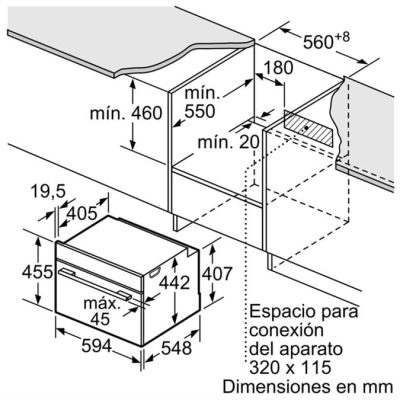 560+8
180
mín.
550
mín. 460
mín. 20
19,5
405
455
442
407
máx.
45
594
548
Espacio para
conexión
del aparato
320 x 115
Dimensiones en mm